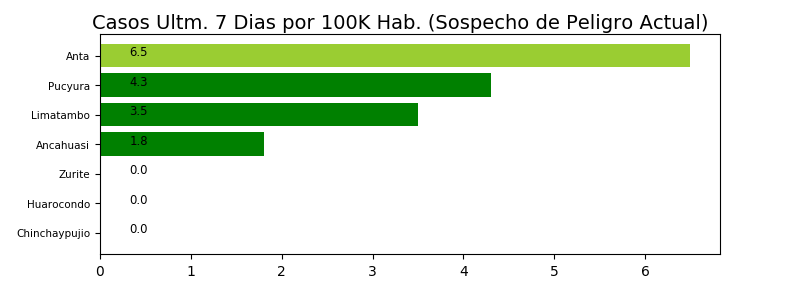 Casos Ultm. 7 Dias por 100K Hab. (Sospecho de Peligro Actual)
Anta 6.5
Pucyura 4.3
Limatambo 3.5
Ancahuasi 1.8
Zurite 0.0
Huarocondo 0.0
Chinchaypujio 0.0
0 1 2 3 4 5 6